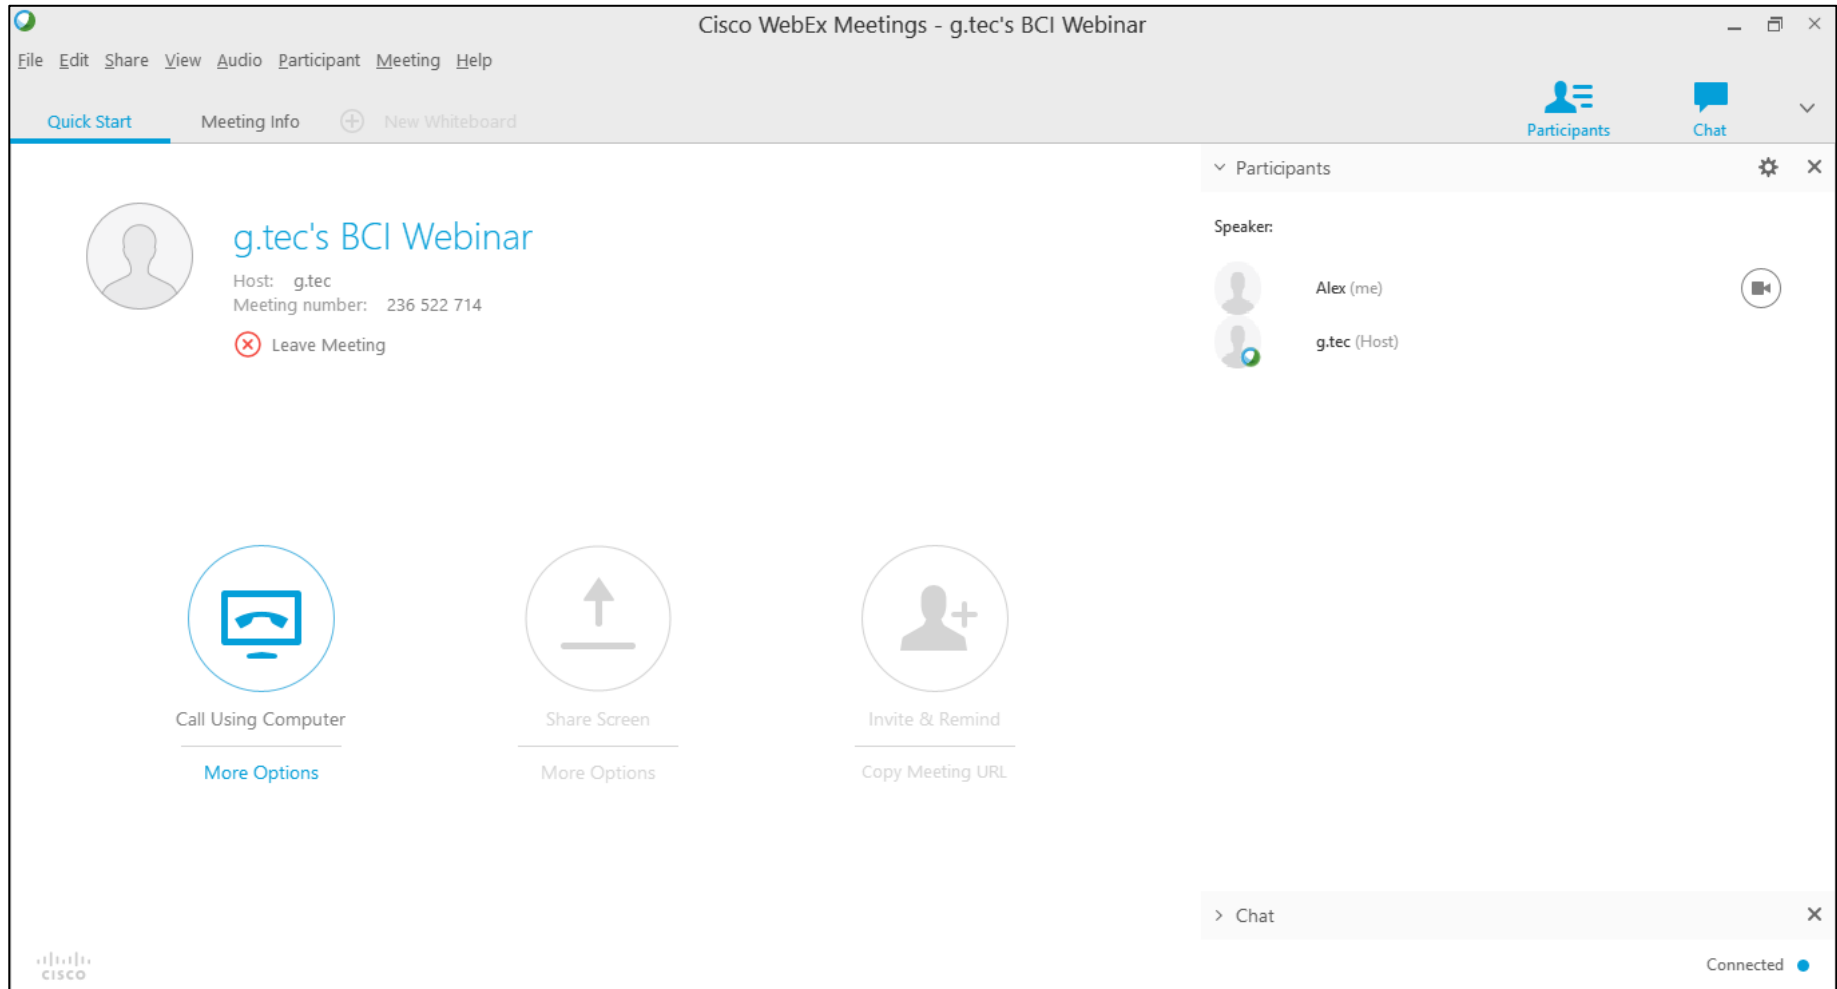 Cisco WebEx Meetings - g.tec's BCI Webinar
File Edit Share View Audio Participant Meeting Help
Quick Start Meeting Info New Whiteboard
Participants Chat
Participants
Speaker:
Alex (me)
g.tec (Host)
g.tec's BCI Webinar
Host: g.tec
Meeting number: 236 522 714
Leave Meeting
Call Using Computer
More Options
Share Screen
More Options
Invite & Remind
Copy Meeting URL
Chat
CISCO
Connected